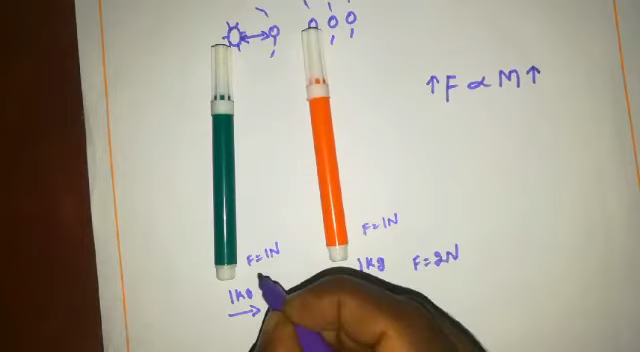 ↑F ∝ M↑
F=1N
F=1N
1kg F=2N
1kg